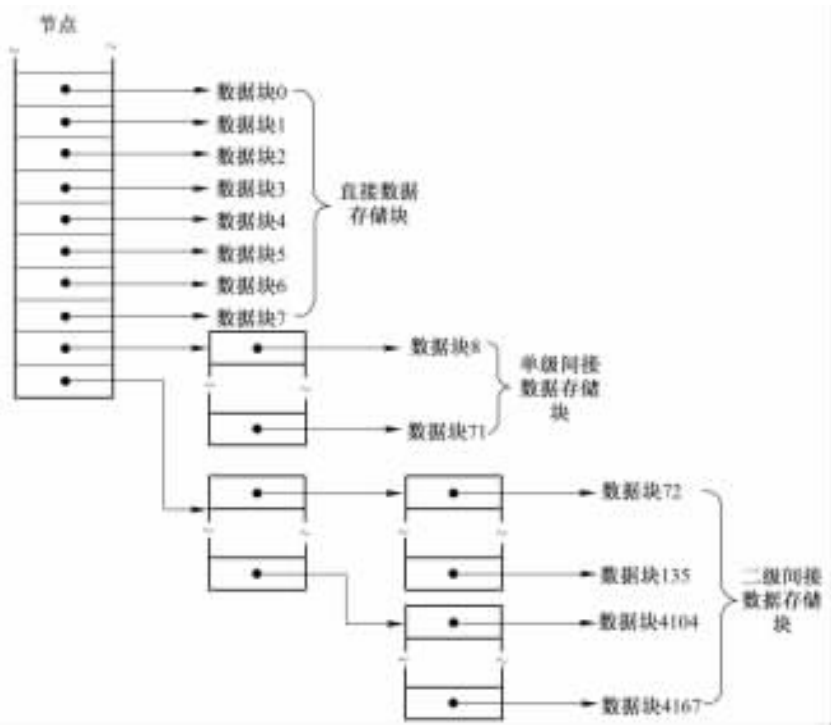 节点
数据块0
数据块1
数据块2
数据块3
数据块4
数据块5
数据块6
数据块7
直接数据
存储块
数据块8
数据块71
单级间接
数据存储
块
数据块72
数据块135
数据块4104
数据块4167
二级间接
数据存储
块